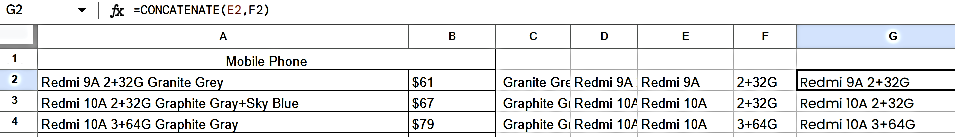 G2 fx =CONCATENATE(E2,F2)
A B C D E F G
1 Mobile Phone
2 Redmi 9A 2+32G Granite Grey $61 Granite Gre Redmi 9A Redmi 9A 2+32G Redmi 9A 2+32G
3 Redmi 10A 2+32G Graphite Gray+Sky Blue $67 Graphite G Redmi 10A Redmi 10A 2+32G Redmi 10A 2+32G
4 Redmi 10A 3+64G Graphite Gray $79 Graphite G Redmi 10A Redmi 10A 3+64G Redmi 10A 3+64G